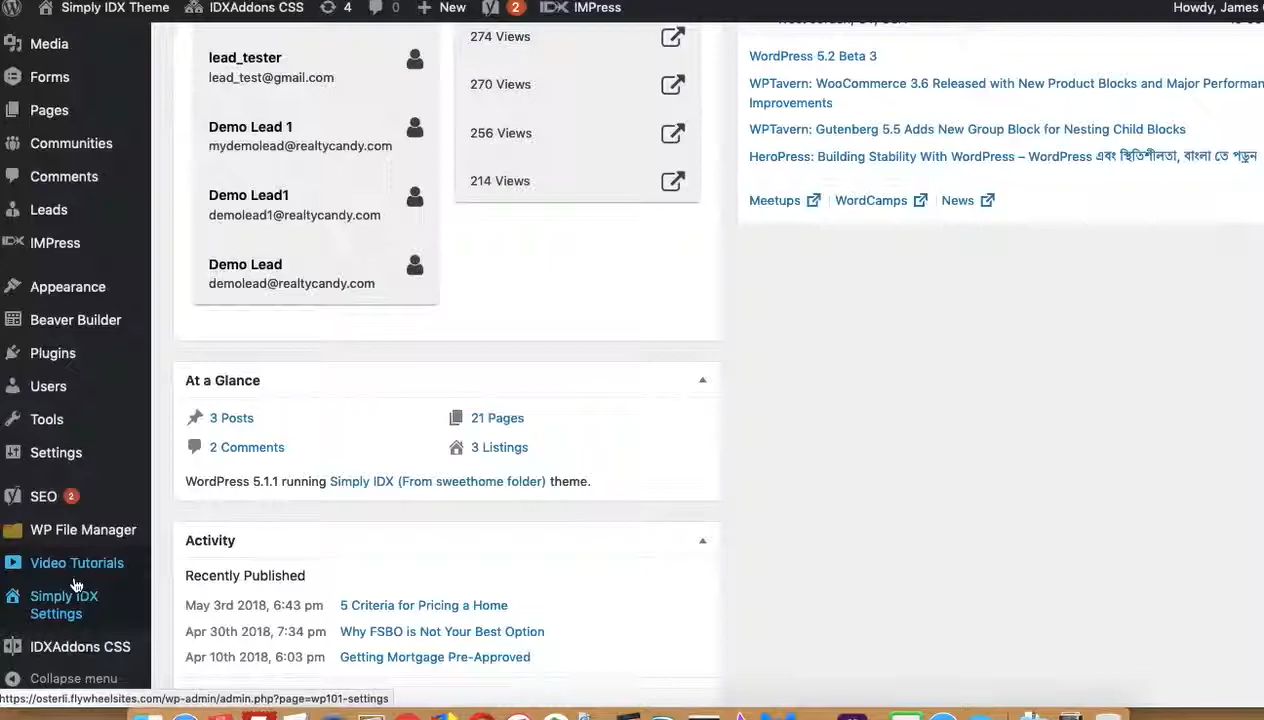 Simply IDX Theme IDXAddons CSS 4 0 New 2 IMPress Howdy, James
Media
Forms
Pages
Communities
Comments
Leads
IMPress
Appearance
Beaver Builder
Plugins
Users
Tools
Settings
SEO 2
WP File Manager
Video Tutorials
Simply IDX
Settings
IDXAddons CSS
Collapse menu
lead_tester
lead_test@gmail.com
Demo Lead 1
mydemolead@realtycandy.com
Demo Lead1
demolead1@realtycandy.com
Demo Lead
demolead@realtycandy.com
274 Views
270 Views
256 Views
214 Views
WordPress 5.2 Beta 3
WPTavern: WooCommerce 3.6 Released with New Product Blocks and Major Performan
Improvements
WPTavern: Gutenberg 5.5 Adds New Group Block for Nesting Child Blocks
HeroPress: Building Stability With WordPress – WordPress এবং স্থিতিশীলতা, বাংলা তে পড়ুন
Meetups WordCamps News
At a Glance
3 Posts 21 Pages
2 Comments 3 Listings
WordPress 5.1.1 running Simply IDX (From sweethome folder) theme.
Activity
Recently Published
May 3rd 2018, 6:43 pm 5 Criteria for Pricing a Home
Apr 30th 2018, 7:34 pm Why FSBO is Not Your Best Option
Apr 10th 2018, 6:03 pm Getting Mortgage Pre-Approved
https://osterli.flywheelsites.com/wp-admin/admin.php?page=wp101-settings